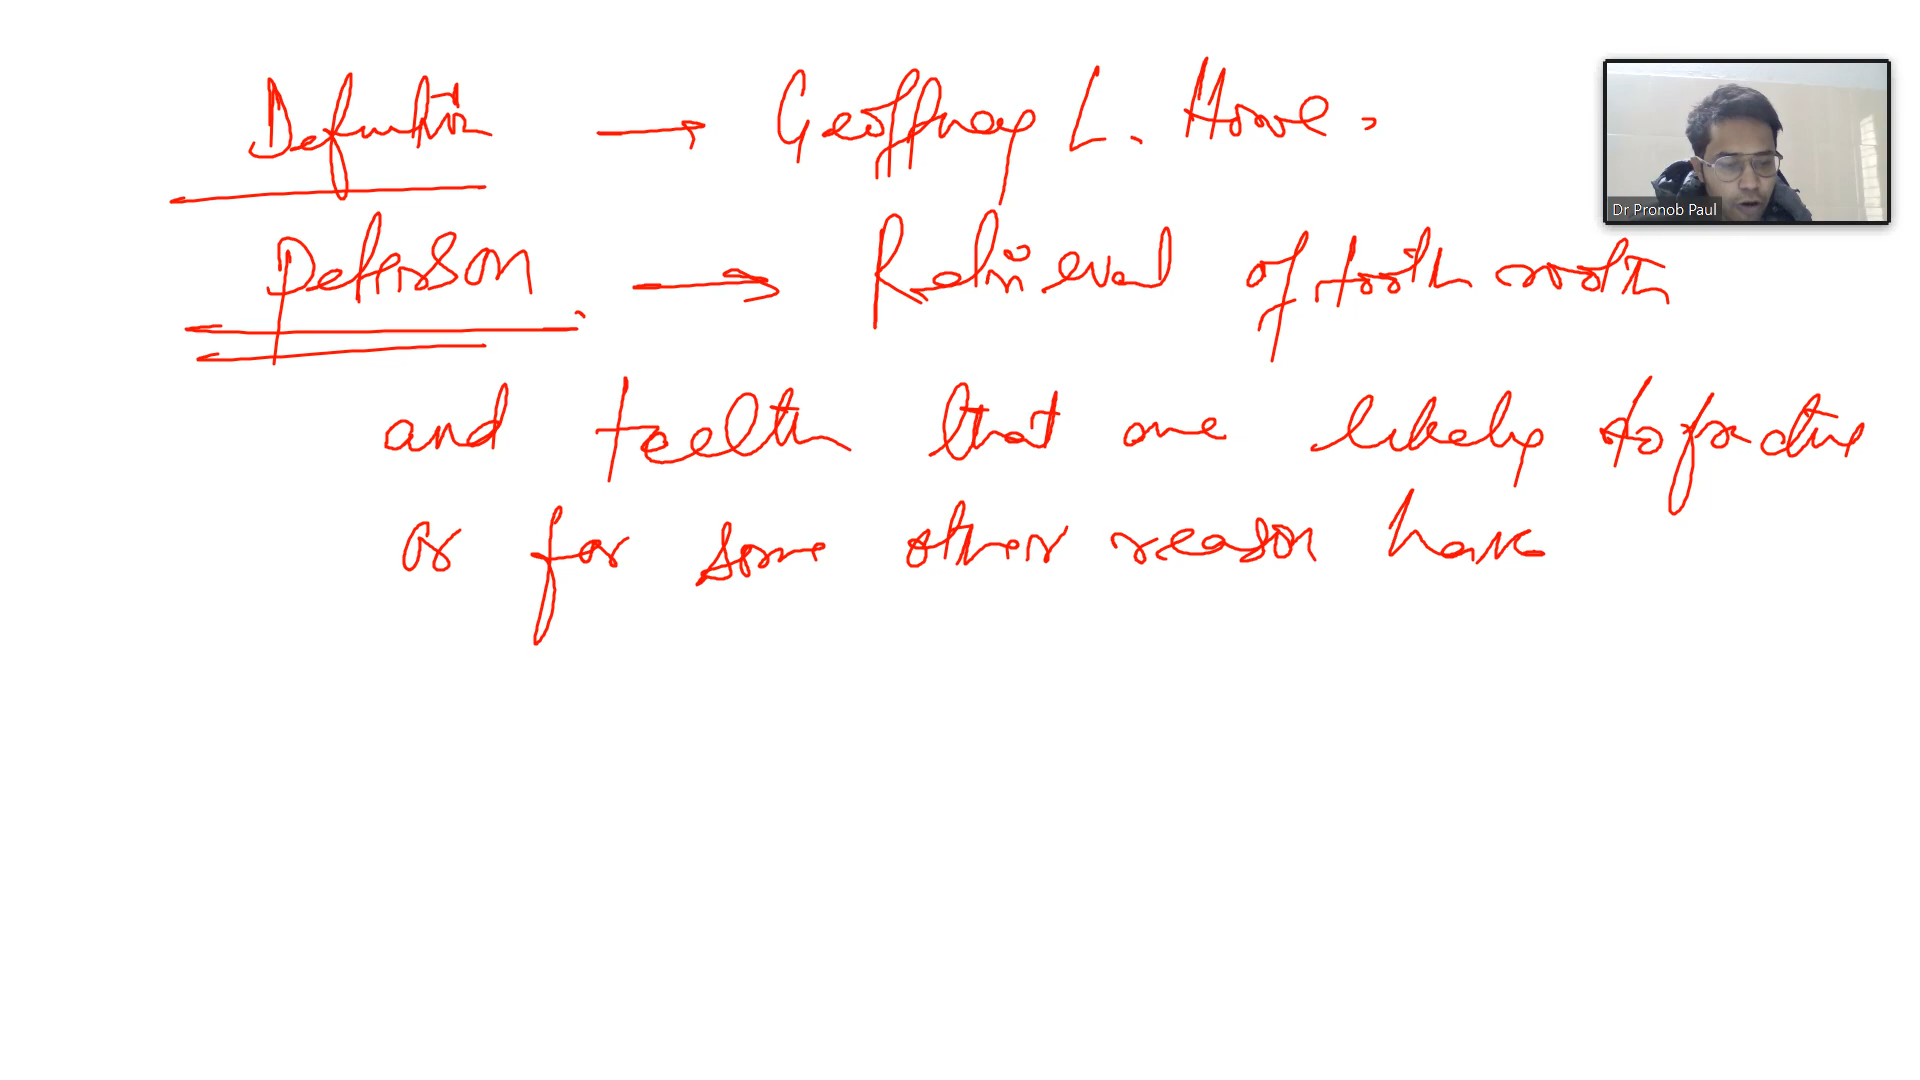 Definition → Geoffrey L. Howe.
Dr Pronob Paul
Peterson. → Retrieval of tooth roots
and teeth that are likely to fracture
or for some other reason have